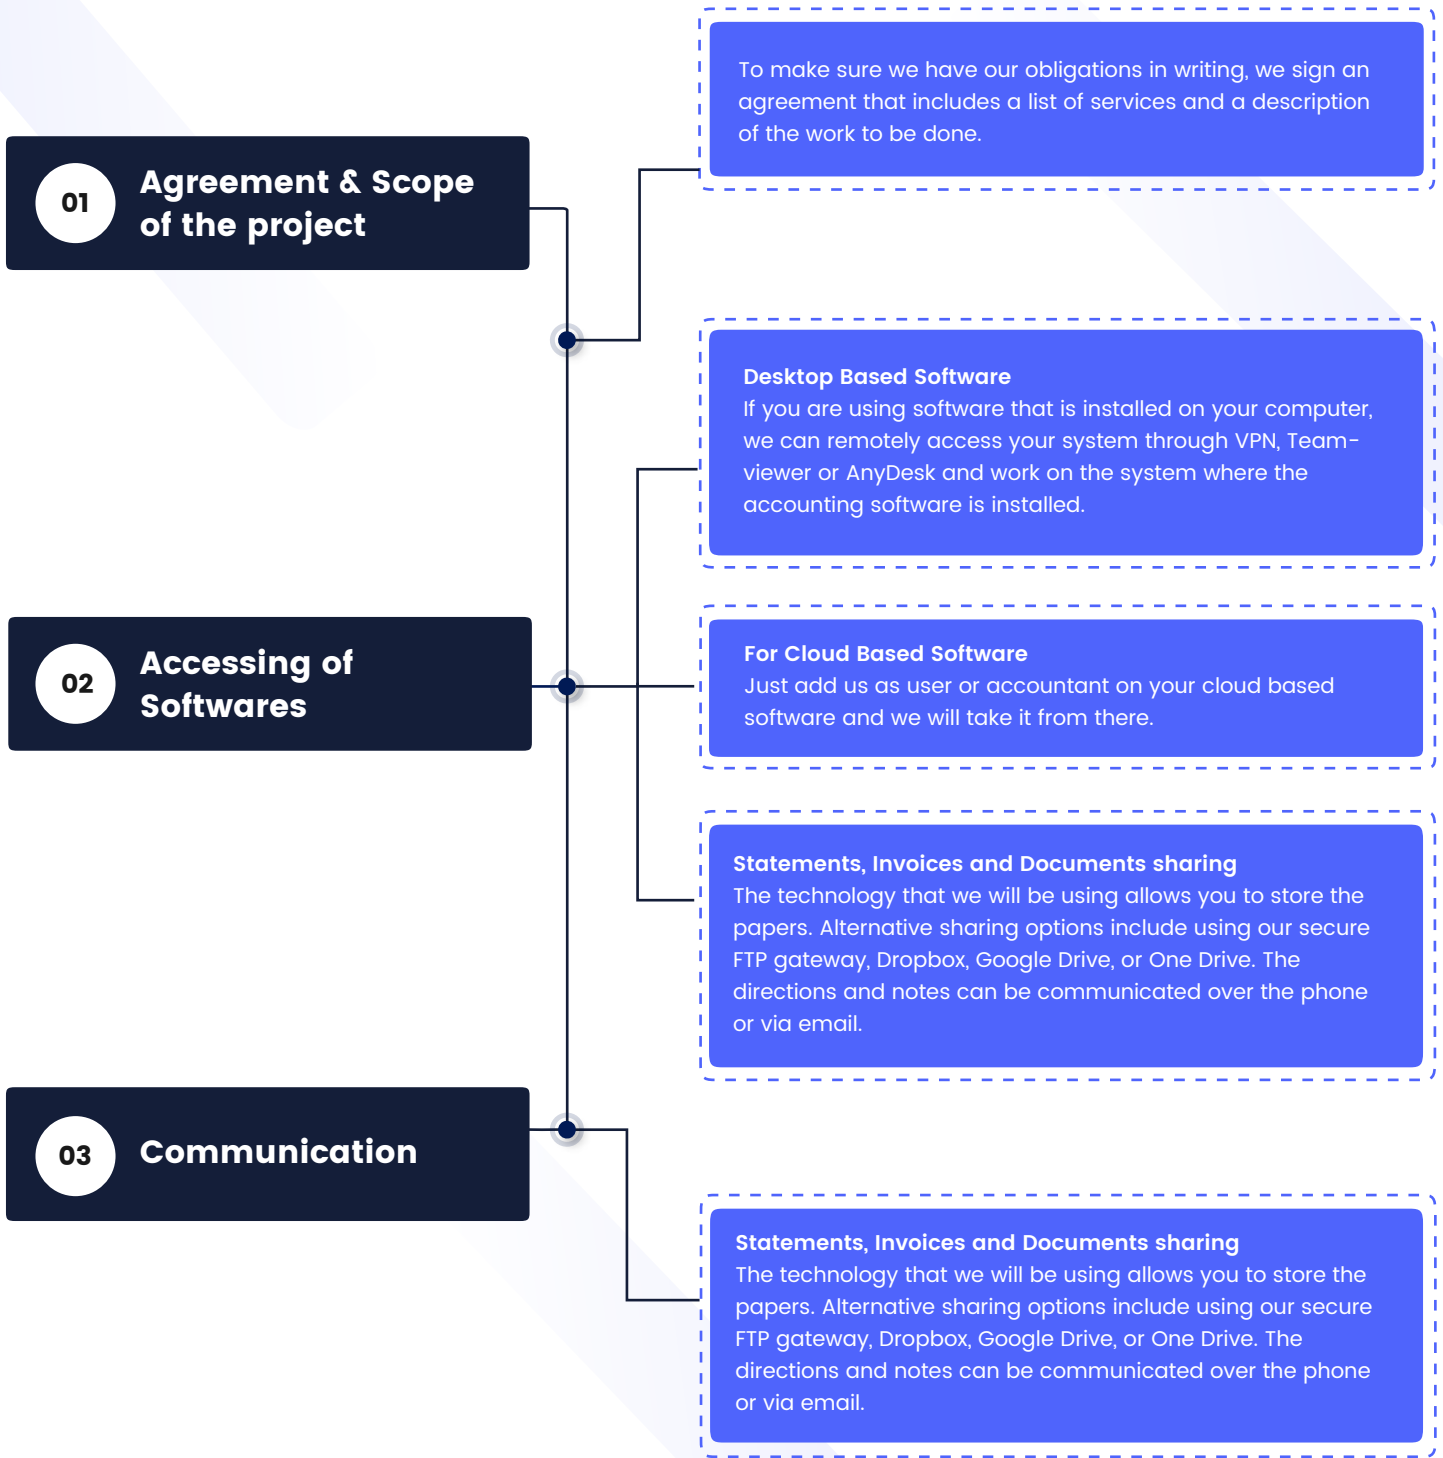 To make sure we have our obligations in writing, we sign an
agreement that includes a list of services and a description
of the work to be done.
01
Agreement & Scope
of the project
Desktop Based Software
If you are using software that is installed on your computer,
we can remotely access your system through VPN, Team-
viewer or AnyDesk and work on the system where the
accounting software is installed.
02
Accessing of
Softwares
For Cloud Based Software
Just add us as user or accountant on your cloud based
software and we will take it from there.
Statements, Invoices and Documents sharing
The technology that we will be using allows you to store the
papers. Alternative sharing options include using our secure
FTP gateway, Dropbox, Google Drive, or One Drive. The
directions and notes can be communicated over the phone
or via email.
03
Communication
Statements, Invoices and Documents sharing
The technology that we will be using allows you to store the
papers. Alternative sharing options include using our secure
FTP gateway, Dropbox, Google Drive, or One Drive. The
directions and notes can be communicated over the phone
or via email.